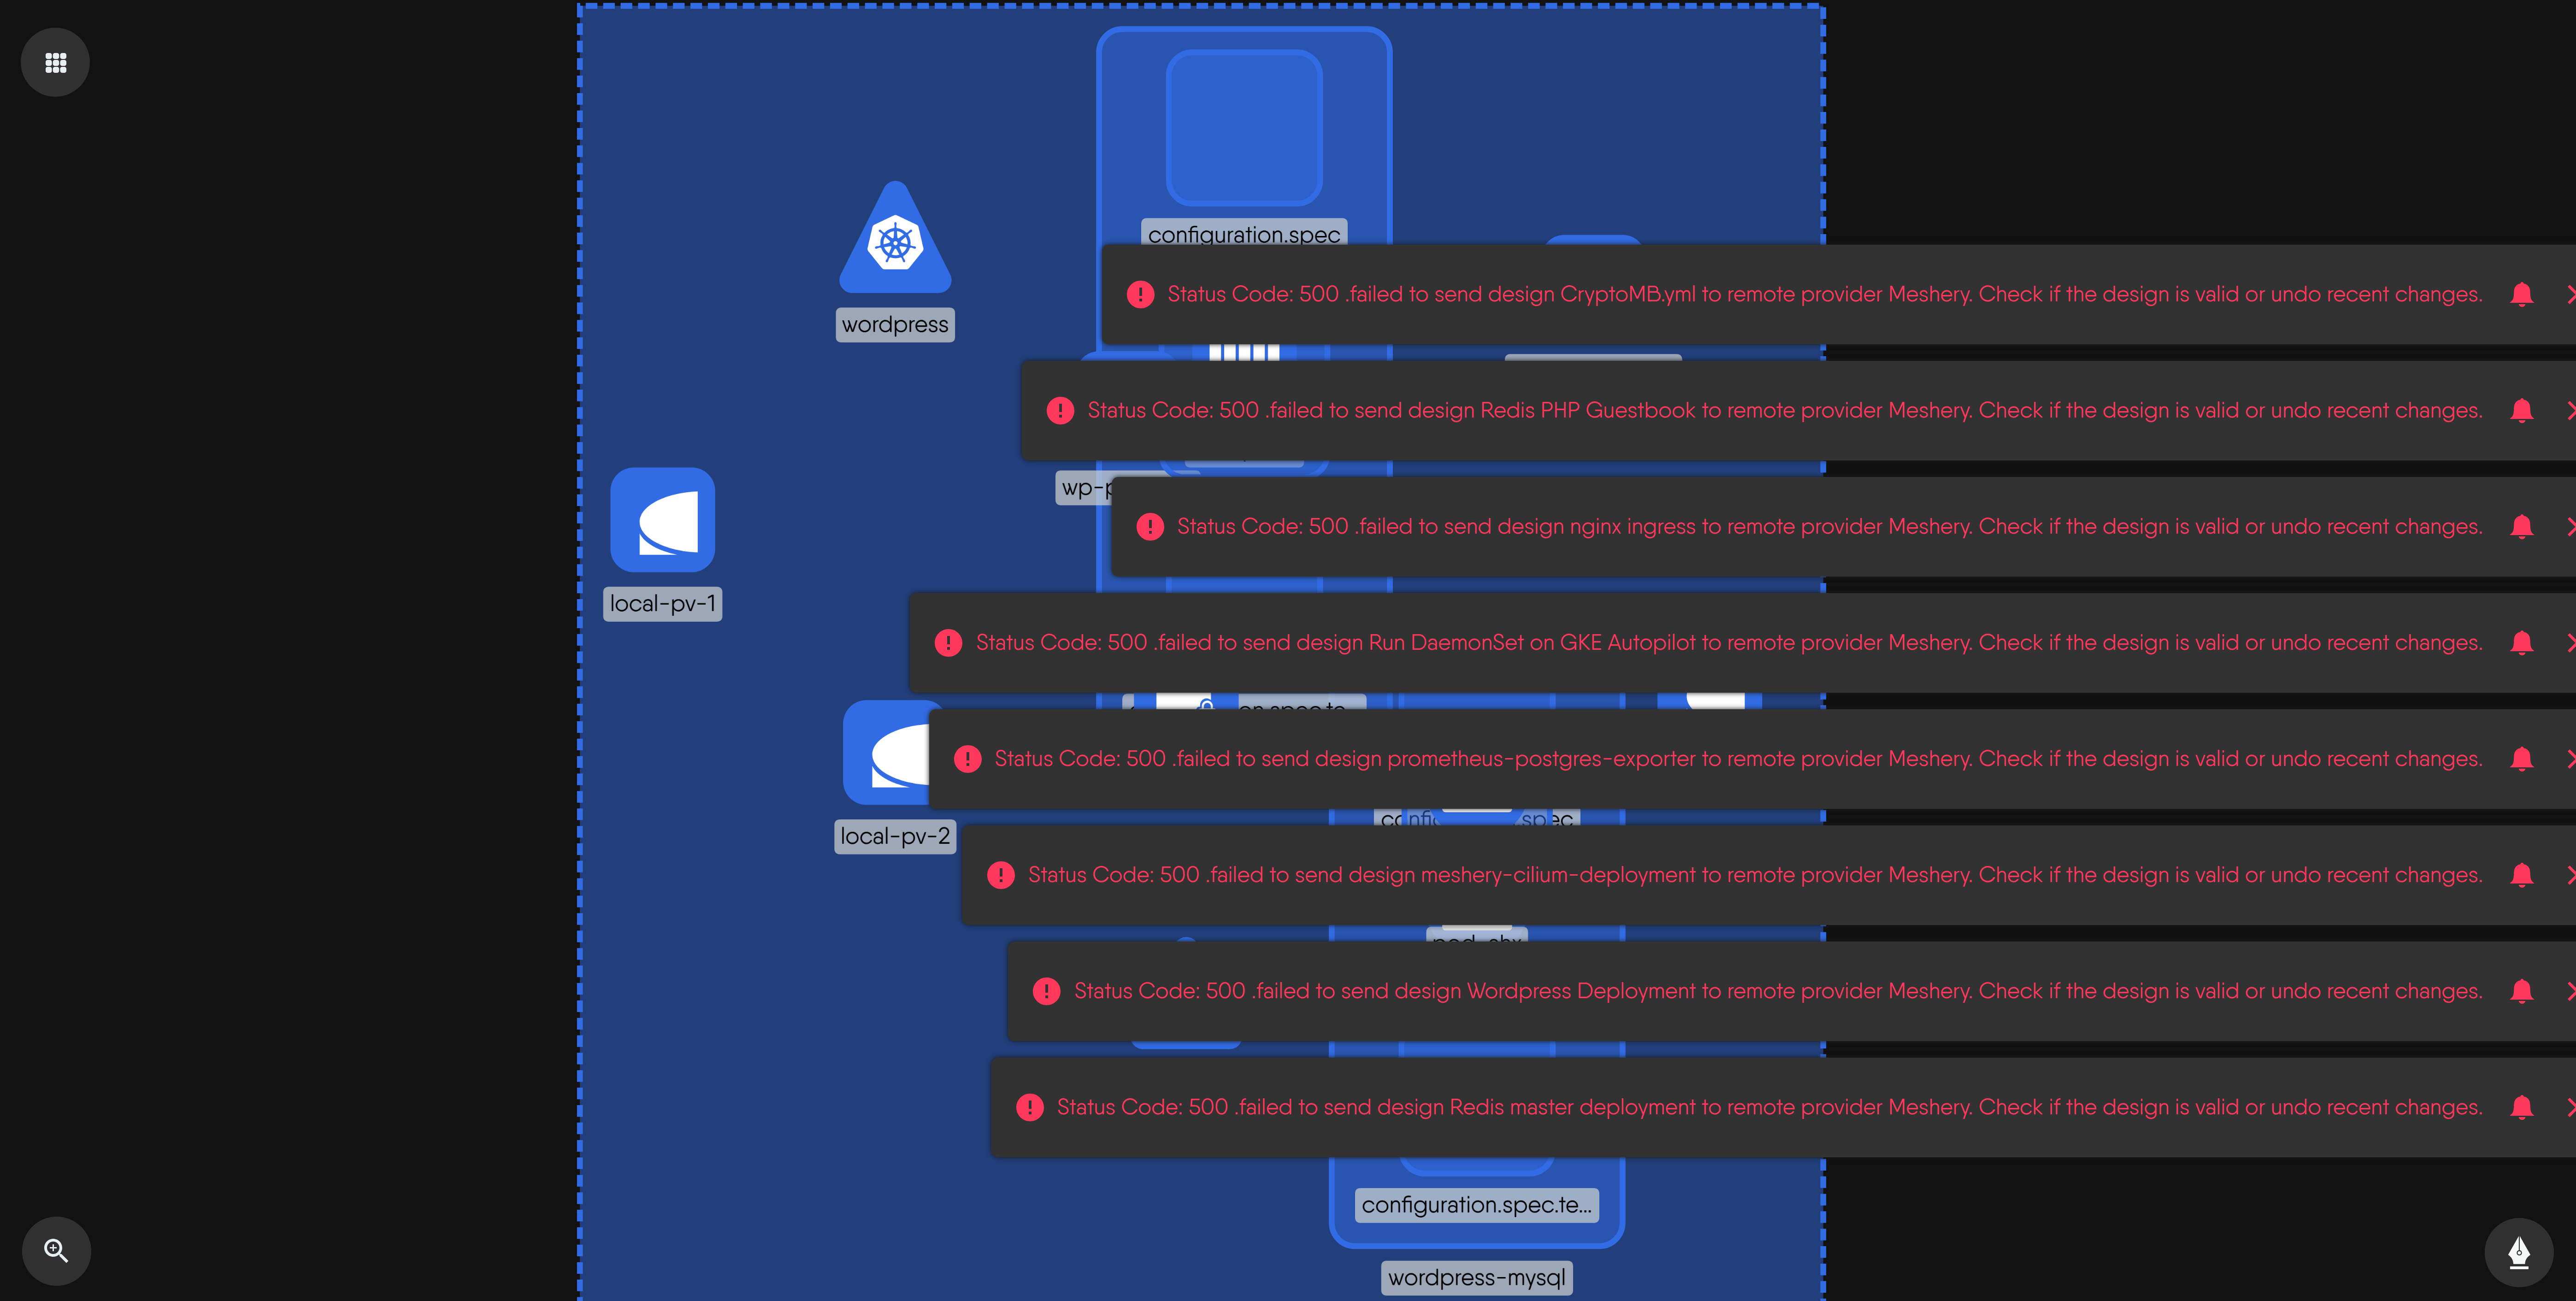 configuration.spec
Status Code: 500 .failed to send design CryptoMB.yml to remote provider Meshery. Check if the design is valid or undo recent changes.
wordpress
Status Code: 500 .failed to send design Redis PHP Guestbook to remote provider Meshery. Check if the design is valid or undo recent changes.
wp-p
Status Code: 500 .failed to send design nginx ingress to remote provider Meshery. Check if the design is valid or undo recent changes.
local-pv-1
Status Code: 500 .failed to send design Run DaemonSet on GKE Autopilot to remote provider Meshery. Check if the design is valid or undo recent changes.
Status Code: 500 .failed to send design prometheus-postgres-exporter to remote provider Meshery. Check if the design is valid or undo recent changes.
local-pv-2
Status Code: 500 .failed to send design meshery-cilium-deployment to remote provider Meshery. Check if the design is valid or undo recent changes.
Status Code: 500 .failed to send design Wordpress Deployment to remote provider Meshery. Check if the design is valid or undo recent changes.
Status Code: 500 .failed to send design Redis master deployment to remote provider Meshery. Check if the design is valid or undo recent changes.
configuration.spec.te...
wordpress-mysql